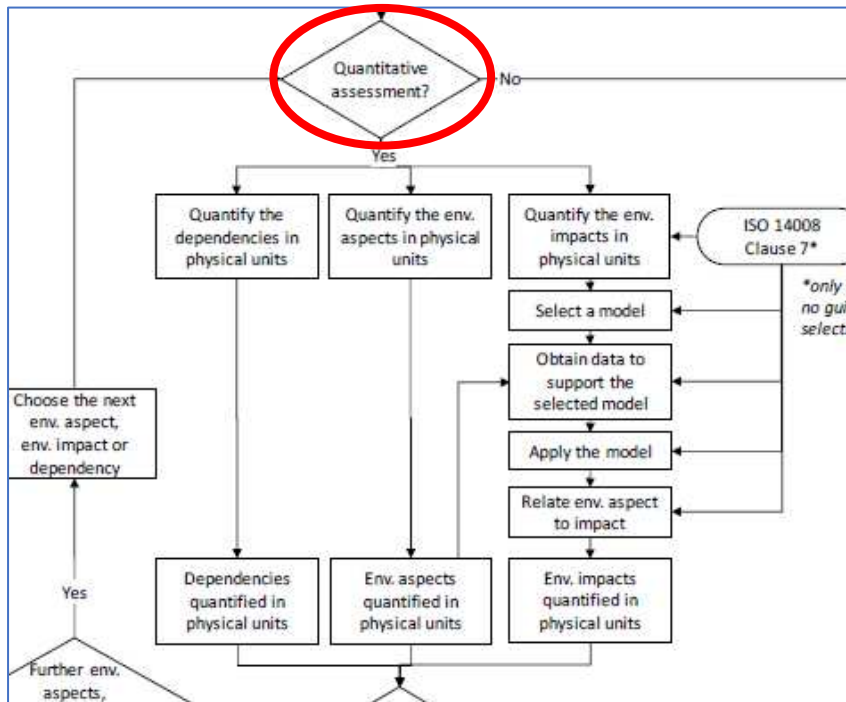 Quantitative
assessment?
No
Yes
Quantify the
dependencies in
physical units
Quantify the env.
aspects in physical
units
Quantify the env.
impacts in
physical units
ISO 14008
Clause 7*
*only
no gui
select
Select a model
Obtain data to
support the
selected model
Choose the next
env. aspect,
env. impact or
dependency
Apply the model
Relate env. aspect
to impact
Dependencies
quantified in
physical units
Env. aspects
quantified in
physical units
Env. impacts
quantified in
physical units
Yes
Further env.
aspects,